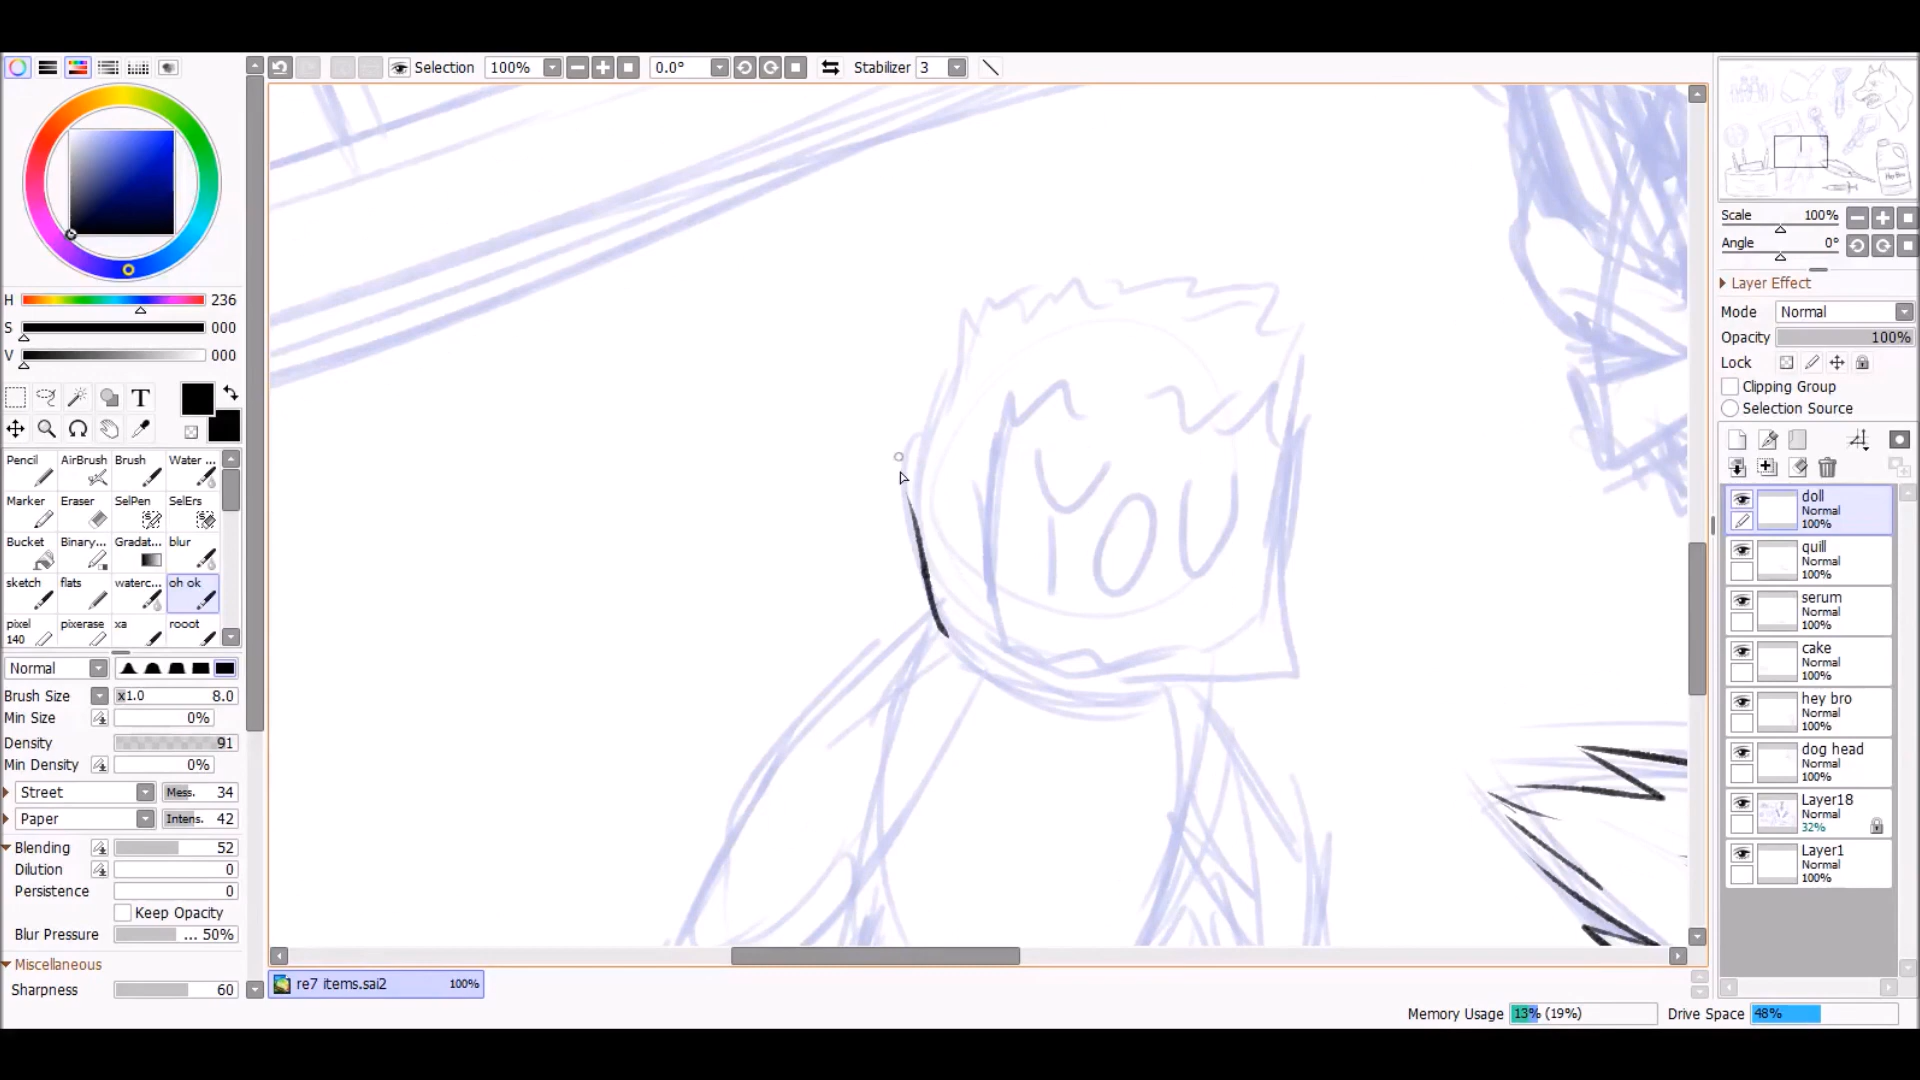 Selection 100% 0.0° Stabilizer 3
H 236
S 000
V 000
T
Pencil AirBrush Brush Water ...
Marker Eraser SelPen SelErs
Bucket Binary... Gradat... blur
sketch flats waterc... oh ok
pixel pixerase xa rooot
140
Normal
Brush Size x1.0 8.0
Min Size 0%
Density 91
Min Density 0%
Street Mess. 34
Paper Intens. 42
Blending 52
Dilution 0
Persistence 0
Keep Opacity
Blur Pressure ... 50%
Miscellaneous
Sharpness 60
YOU
re7 items.sai2 100%
Memory Usage 13% (19%) Drive Space 48%
Scale 100%
Angle 0°
Layer Effect
Mode Normal
Opacity 100%
Lock
Clipping Group
Selection Source
doll
Normal
100%
quill
Normal
100%
serum
Normal
100%
cake
Normal
100%
hey bro
Normal
100%
dog head
Normal
100%
Layer18
Normal
32%
Layer1
Normal
100%